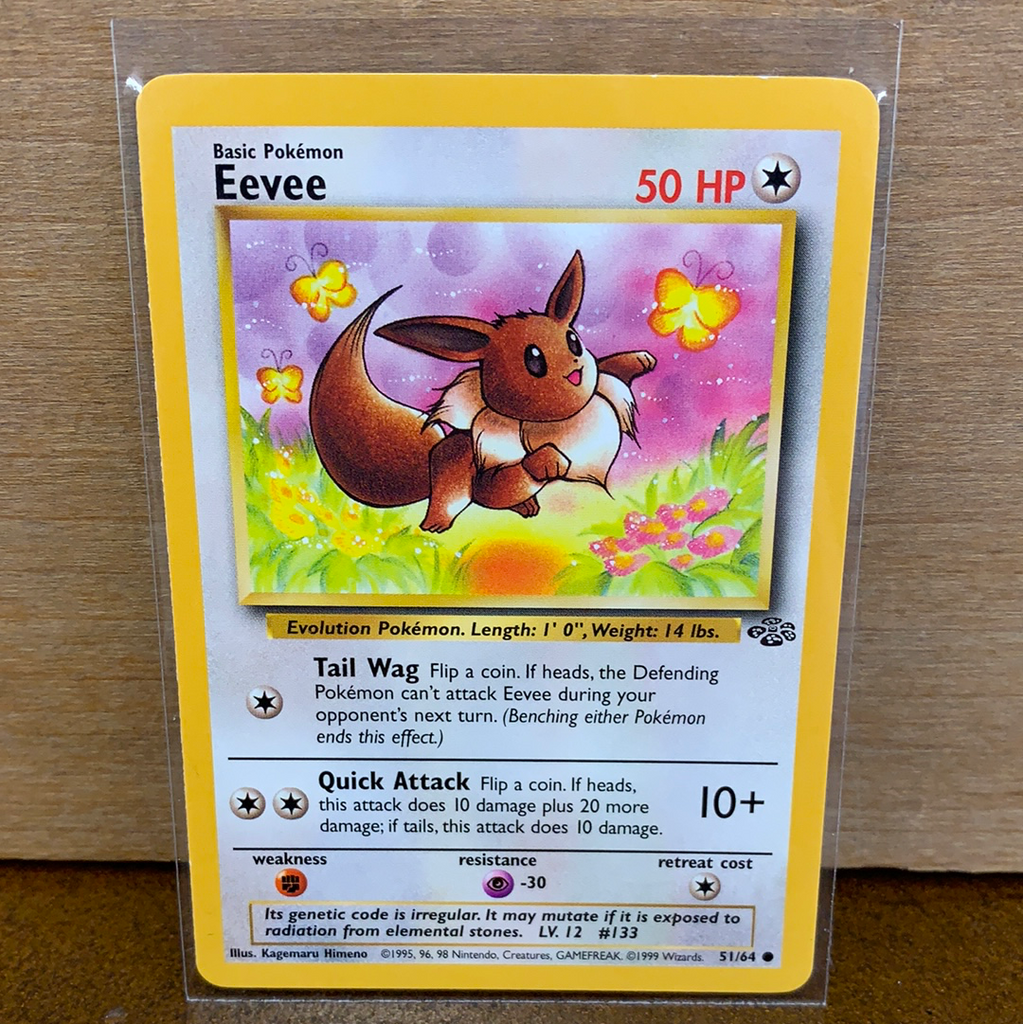 Basic Pokémon
Eevee
50 HP
Evolution Pokémon. Length: 1' 0", Weight: 14 lbs.
Tail Wag Flip a coin. If heads, the Defending
Pokémon can't attack Eevee during your
opponent's next turn. (Benching either Pokémon
ends this effect.)
Quick Attack Flip a coin. If heads,
this attack does 10 damage plus 20 more
damage; if tails, this attack does 10 damage.
10+
weakness resistance retreat cost
-30
Its genetic code is irregular. It may mutate if it is exposed to
radiation from elemental stones. LV. 12 #133
Illus. Kagemaru Himeno ©1995, 96, 98 Nintendo, Creatures, GAMEFREAK. ©1999 Wizards. 51/64